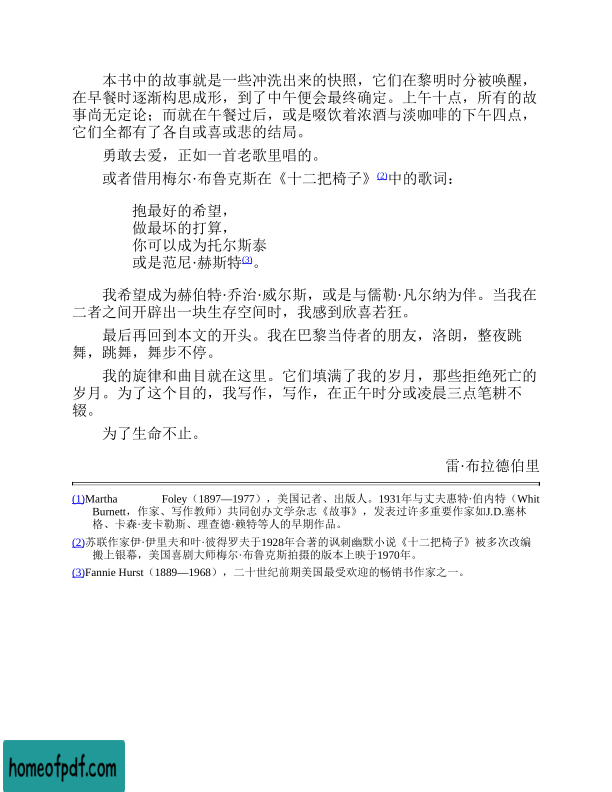 本书中的故事就是一些冲洗出来的快照，它们在黎明时分被唤醒，
在早餐时逐渐构思成形，到了中午便会最终确定。上午十点，所有的故
事尚无定论；而就在午餐过后，或是啜饮着浓酒与淡咖啡的下午四点，
它们全都有了各自或喜或悲的结局。
勇敢去爱，正如一首老歌里唱的。
或者借用梅尔·布鲁克斯在《十二把椅子》(2)中的歌词：
抱最好的希望，
做最坏的打算，
你可以成为托尔斯泰
或是范尼·赫斯特(3)。
我希望成为赫伯特·乔治·威尔斯，或是与儒勒·凡尔纳为伴。当我在
二者之间开辟出一块生存空间时，我感到欣喜若狂。
最后再回到本文的开头。我在巴黎当侍者的朋友，洛朗，整夜跳
舞，跳舞，舞步不停。
我的旋律和曲目就在这里。它们填满了我的岁月，那些拒绝死亡的
岁月。为了这个目的，我写作，写作，在正午时分或凌晨三点笔耕不
辍。
为了生命不止。
雷·布拉德伯里
(1)Martha Foley（1897—1977），美国记者、出版人。1931年与丈夫惠特·伯内特（Whit
Burnett，作家、写作教师）共同创办文学杂志《故事》，发表过许多重要作家如J.D.塞林
格、卡森·麦卡勒斯、理查德·赖特等人的早期作品。
(2)苏联作家伊·伊里夫和叶·彼得罗夫于1928年合著的讽刺幽默小说《十二把椅子》被多次改编
搬上银幕，美国喜剧大师梅尔·布鲁克斯拍摄的版本上映于1970年。
(3)Fannie Hurst（1889—1968），二十世纪前期美国最受欢迎的畅销书作家之一。
homeofpdf.com